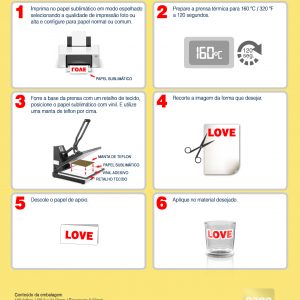 1 Imprima no papel sublimático em modo espelhado
selecionando a qualidade de impressão foto ou
alta e configure para papel normal ou comum.
PAPEL SUBLIMÁTICO
2 Prepare a prensa térmica para 160 °C / 320 °F
a 120 segundos.
160°C
120
seg
3 Forre a base da prensa com um retalho de tecido,
posicione o papel sublimático com vinil. E utilize
uma manta de teflon por cima.
MANTA DE TEFLON
PAPEL SUBLIMÁTICO
VINIL ADESIVO
RETALHO TECIDO
4 Recorte a imagem da forma que desejar.
LOVE
5 Descole o papel de apoio.
LOVE
6 Aplique no material desejado.
LOVE
Conteúdo da embalagem